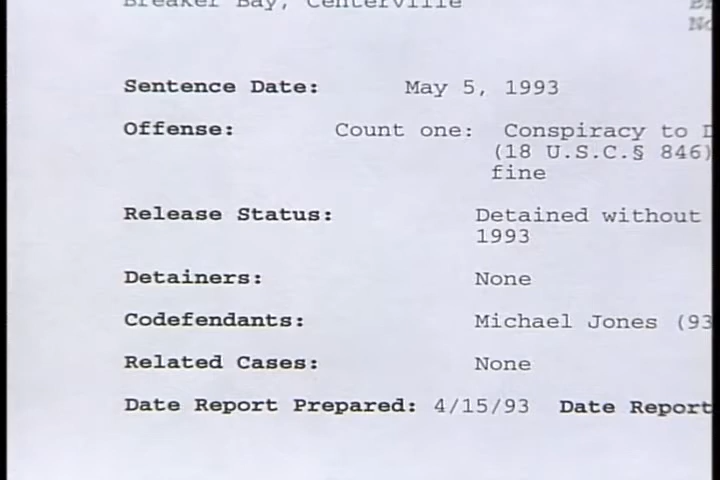 Breaker Bay, Centerville
Sentence Date: May 5, 1993
Offense: Count one: Conspiracy to
(18 U.S.C.§ 846)
fine
Release Status: Detained without
1993
Detainers: None
Codefendants: Michael Jones (93
Related Cases: None
Date Report Prepared: 4/15/93 Date Report